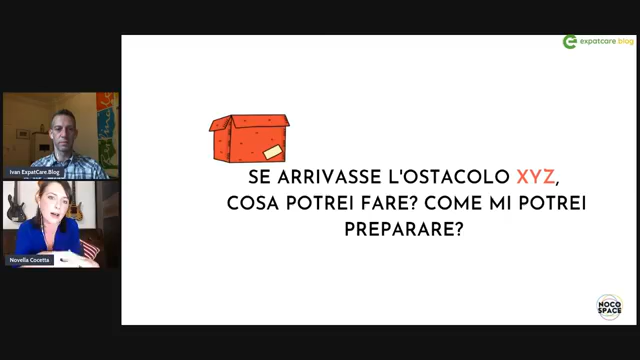 expatcare.blog
Ivan ExpatCare.Blog
SE ARRIVASSE L'OSTACOLO XYZ,
COSA POTREI FARE? COME MI POTREI
PREPARARE?
Novella Cocetta
NOCO
SPACE